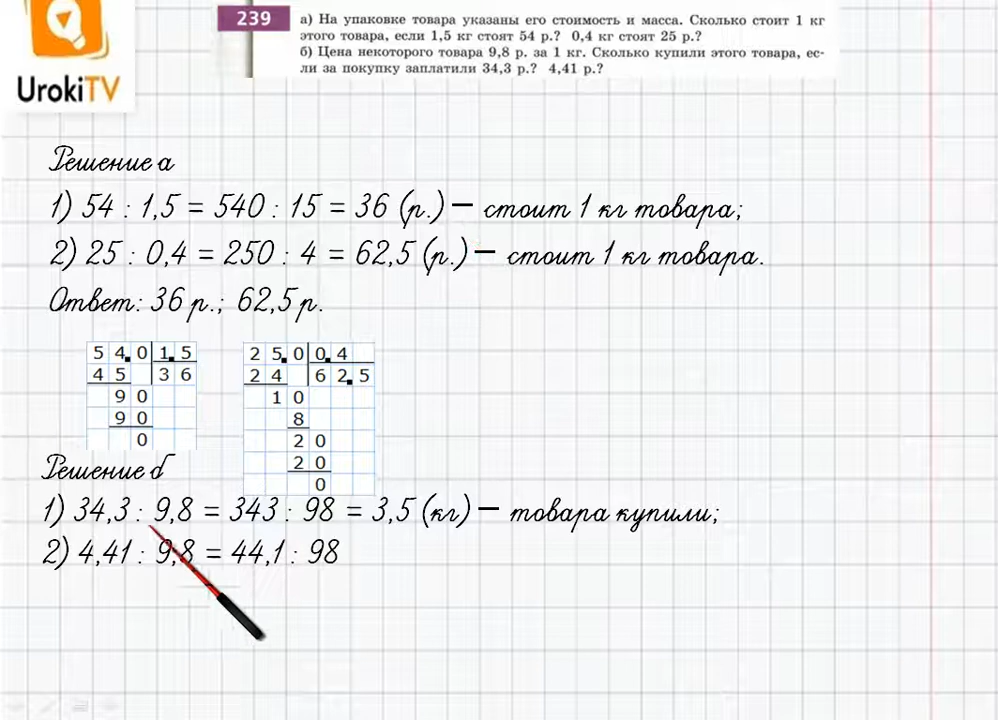 UrokiTV
239
а) На упаковке товара указаны его стоимость и масса. Сколько стоит 1 кг
этого товара, если 1,5 кг стоят 54 р.? 0,4 кг стоят 25 р.?
б) Цена некоторого товара 9,8 р. за 1 кг. Сколько купили этого товара, ес-
ли за покупку заплатили 34,3 р.? 4,41 р.?
Решение а
1) 54 : 1,5 = 540 : 15 = 36 (р.) — стоит 1 кг товара;
2) 25 : 0,4 = 250 : 4 = 62,5 (р.) — стоит 1 кг товара.
Ответ: 36 р.; 62,5 р.
54.0 1.5
45 36
90
90
0
25.0 0.4
24 62.5
10
8
20
20
0
Решение б
1) 34,3 : 9,8 = 343 : 98 = 3,5 (кг) — товара купили;
2) 4,41 : 9,8 = 44,1 : 98